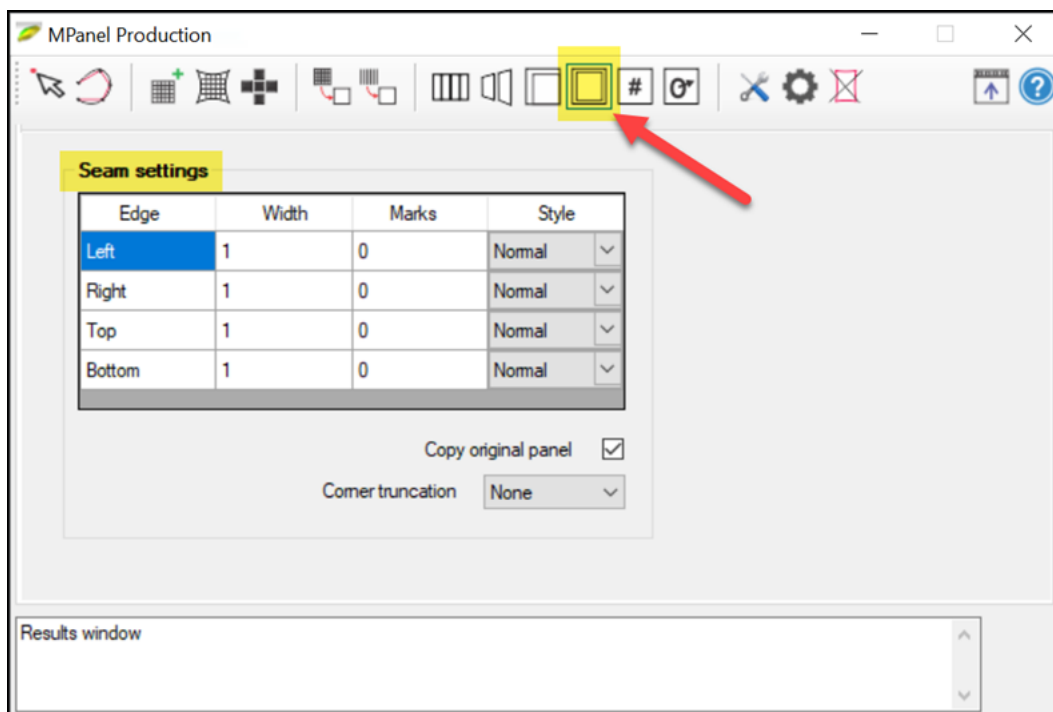 MPanel Production
#
?
Seam settings
Edge Width Marks Style
Left 1 0 Normal
Right 1 0 Normal
Top 1 0 Normal
Bottom 1 0 Normal
Copy original panel
Corner truncation None
Results window